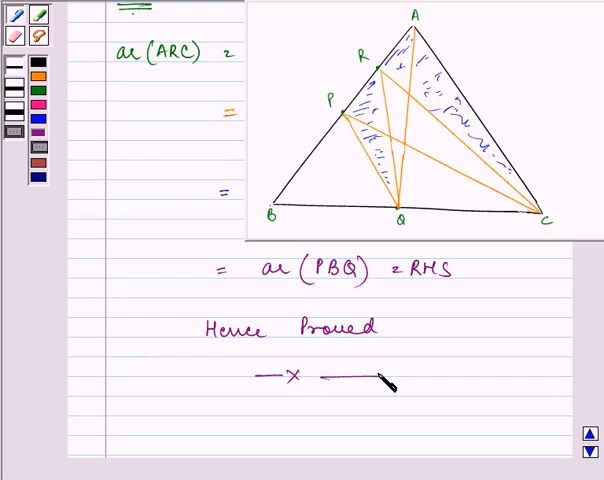 ar (ARC) =
=
=
= ar (PBQ) = RHS
Hence Proved
—x——
A
R
P
B
Q
C